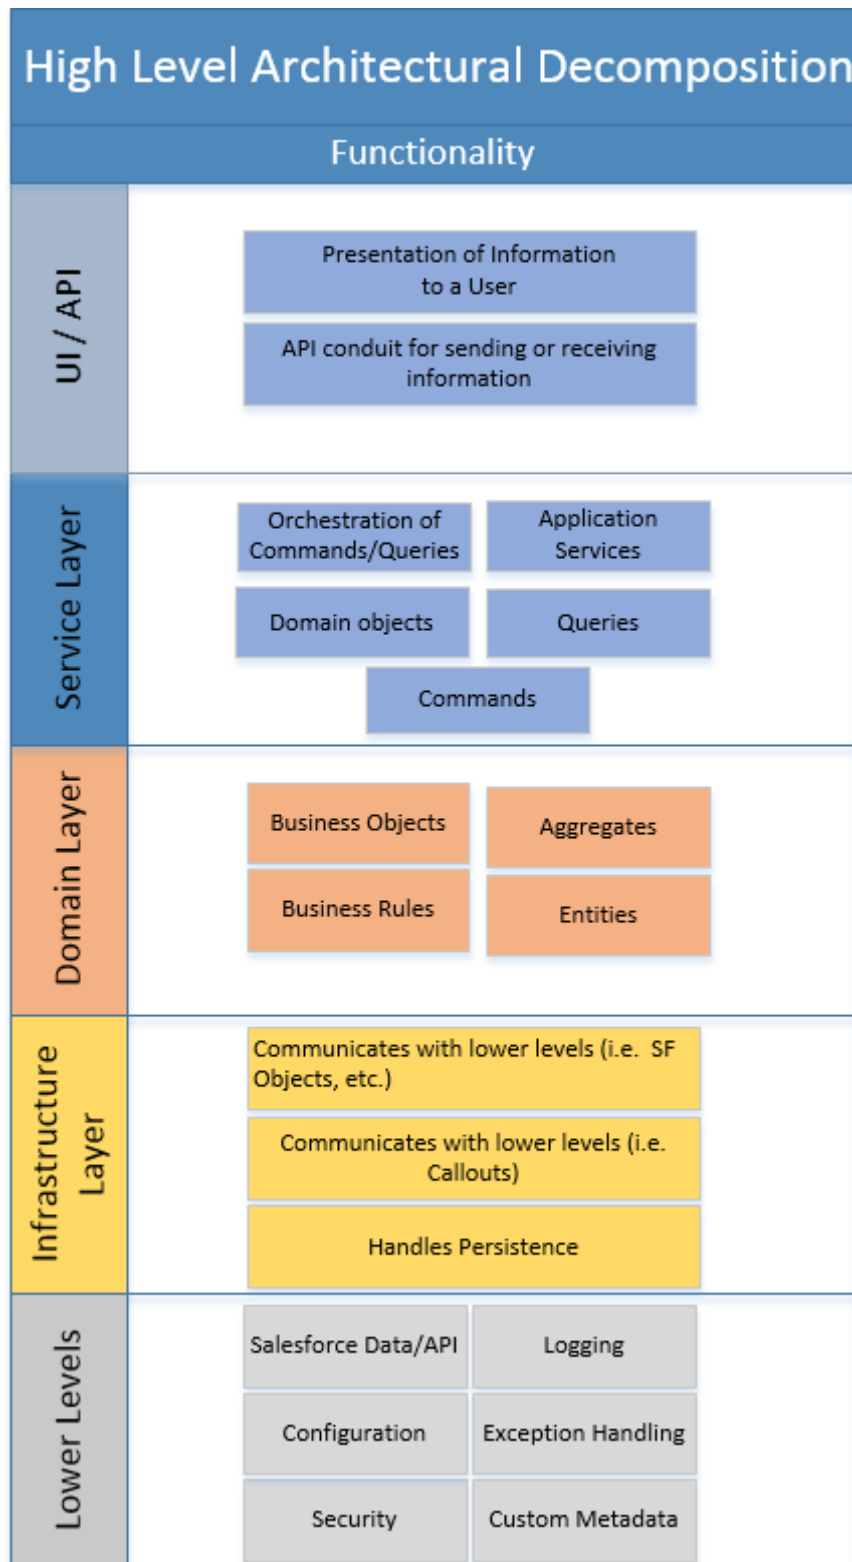 High Level Architectural Decomposition
Functionality
UI / API
Presentation of Information
to a User
API conduit for sending or receiving
information
Service Layer
Orchestration of
Commands/Queries
Application
Services
Domain objects
Queries
Commands
Domain Layer
Business Objects
Aggregates
Business Rules
Entities
Infrastructure
Layer
Communicates with lower levels (i.e. SF
Objects, etc.)
Communicates with lower levels (i.e.
Callouts)
Handles Persistence
Lower Levels
Salesforce Data/API
Logging
Configuration
Exception Handling
Security
Custom Metadata